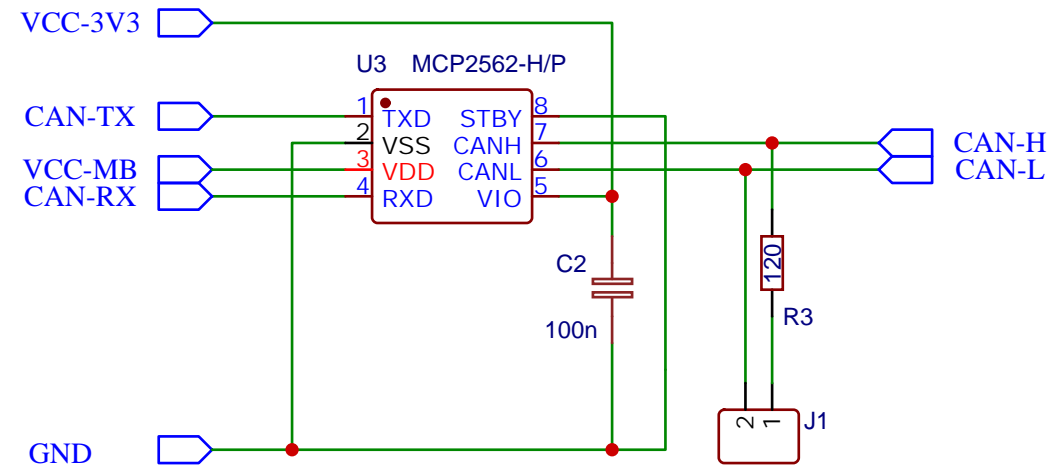 VCC-3V3
U3 MCP2562-H/P
CAN-TX 1 TXD STBY 8
2 VSS CANH 7 CAN-H
VCC-MB 3 VDD CANL 6 CAN-L
CAN-RX 4 RXD VIO 5
C2
120
100n
R3
2 1 J1
GND